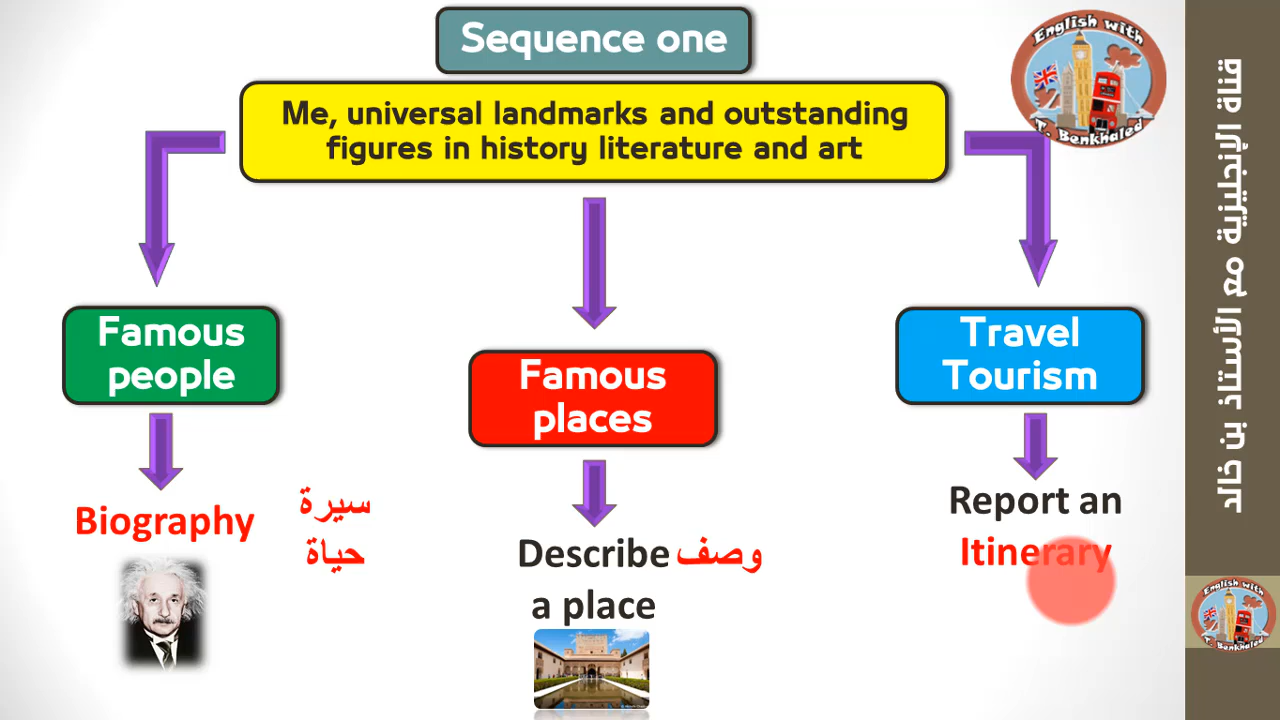 Sequence one
Me, universal landmarks and outstanding
figures in history literature and art
English with
T. Benkhaled
Famous
people
Famous
places
Travel
Tourism
Biography
سيرة
حياة
Describe وصف
a place
Report an
Itinerary
قناة الإنجليزية مع الأستاذ بن خالد
English with
T. Benkhaled